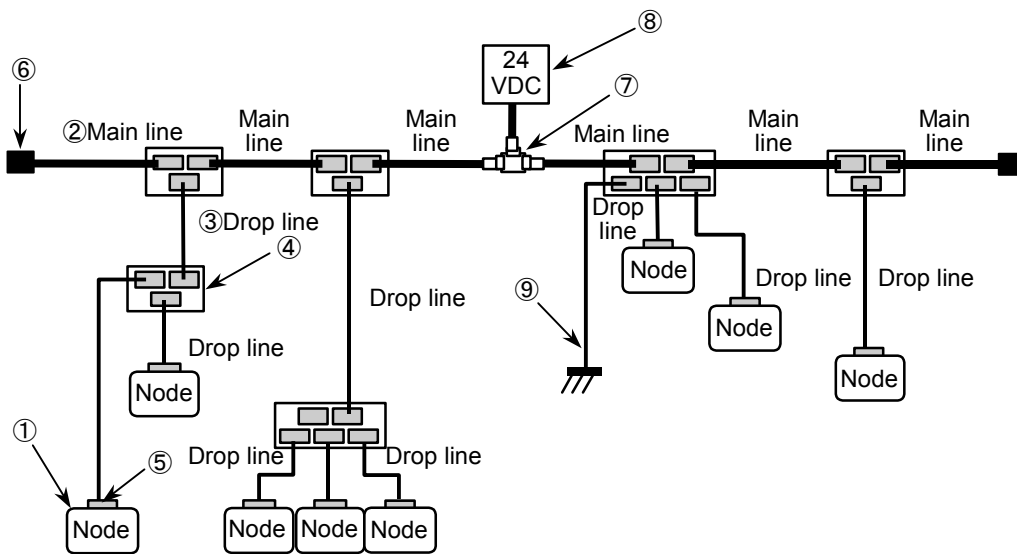 ⑧
24
VDC
⑥
⑦
②Main line
Main
line
Main
line
Main line
Main
line
Main
line
③Drop line
Drop
line
④
Node
Drop line
Drop line
Drop line
⑨
Node
Drop line
Node
Node
①
⑤
Drop line
Drop line
Node
Node
Node
Node